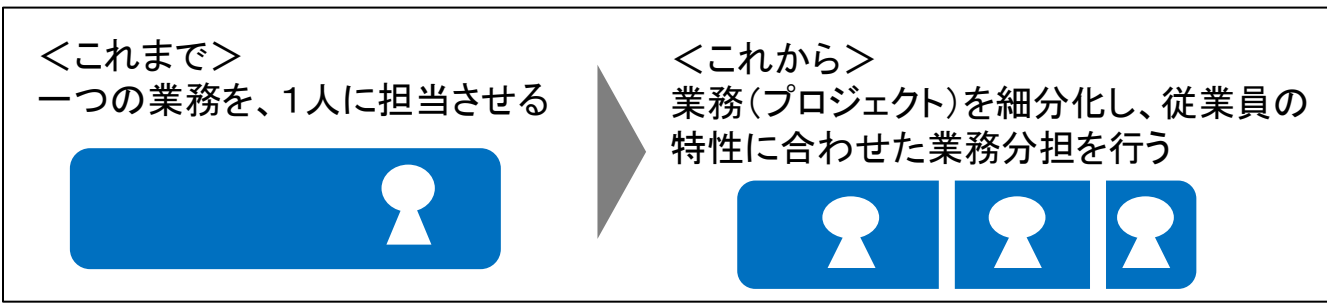 ＜これまで＞
一つの業務を、１人に担当させる
＜これから＞
業務（プロジェクト）を細分化し、従業員の
特性に合わせた業務分担を行う